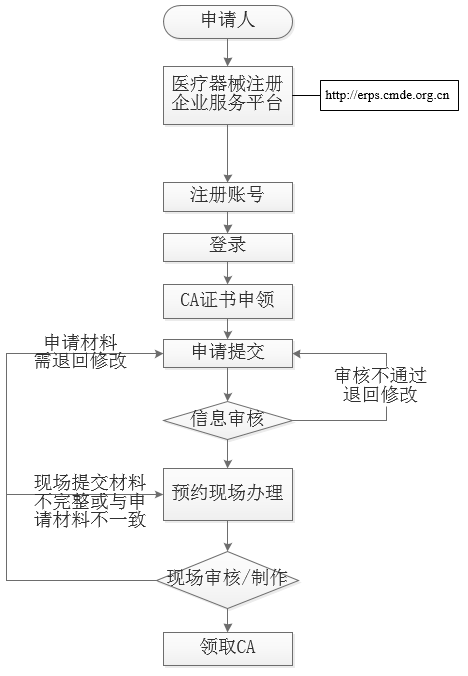 申请人
医疗器械注册
企业服务平台
http://erps.cmde.org.cn
注册账号
登录
CA证书申领
申请提交
申请材料
需退回修改
审核不通过
退回修改
信息审核
预约现场办理
现场提交材料
不完整或与申
请材料不一致
现场审核/制作
领取CA